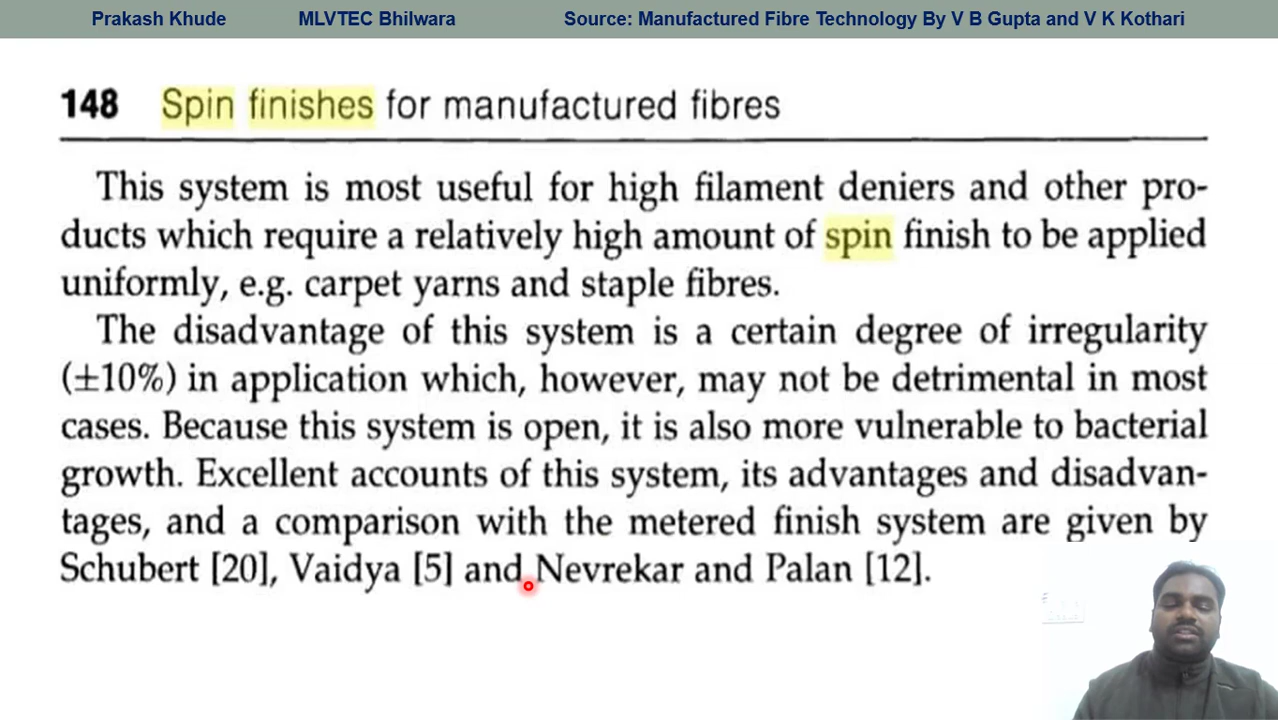 Prakash Khude MLVTEC Bhilwara Source: Manufactured Fibre Technology By V B Gupta and V K Kothari
148 Spin finishes for manufactured fibres
This system is most useful for high filament deniers and other pro-
ducts which require a relatively high amount of spin finish to be applied
uniformly, e.g. carpet yarns and staple fibres.
The disadvantage of this system is a certain degree of irregularity
(±10%) in application which, however, may not be detrimental in most
cases. Because this system is open, it is also more vulnerable to bacterial
growth. Excellent accounts of this system, its advantages and disadvan-
tages, and a comparison with the metered finish system are given by
Schubert [20], Vaidya [5] and Nevrekar and Palan [12].